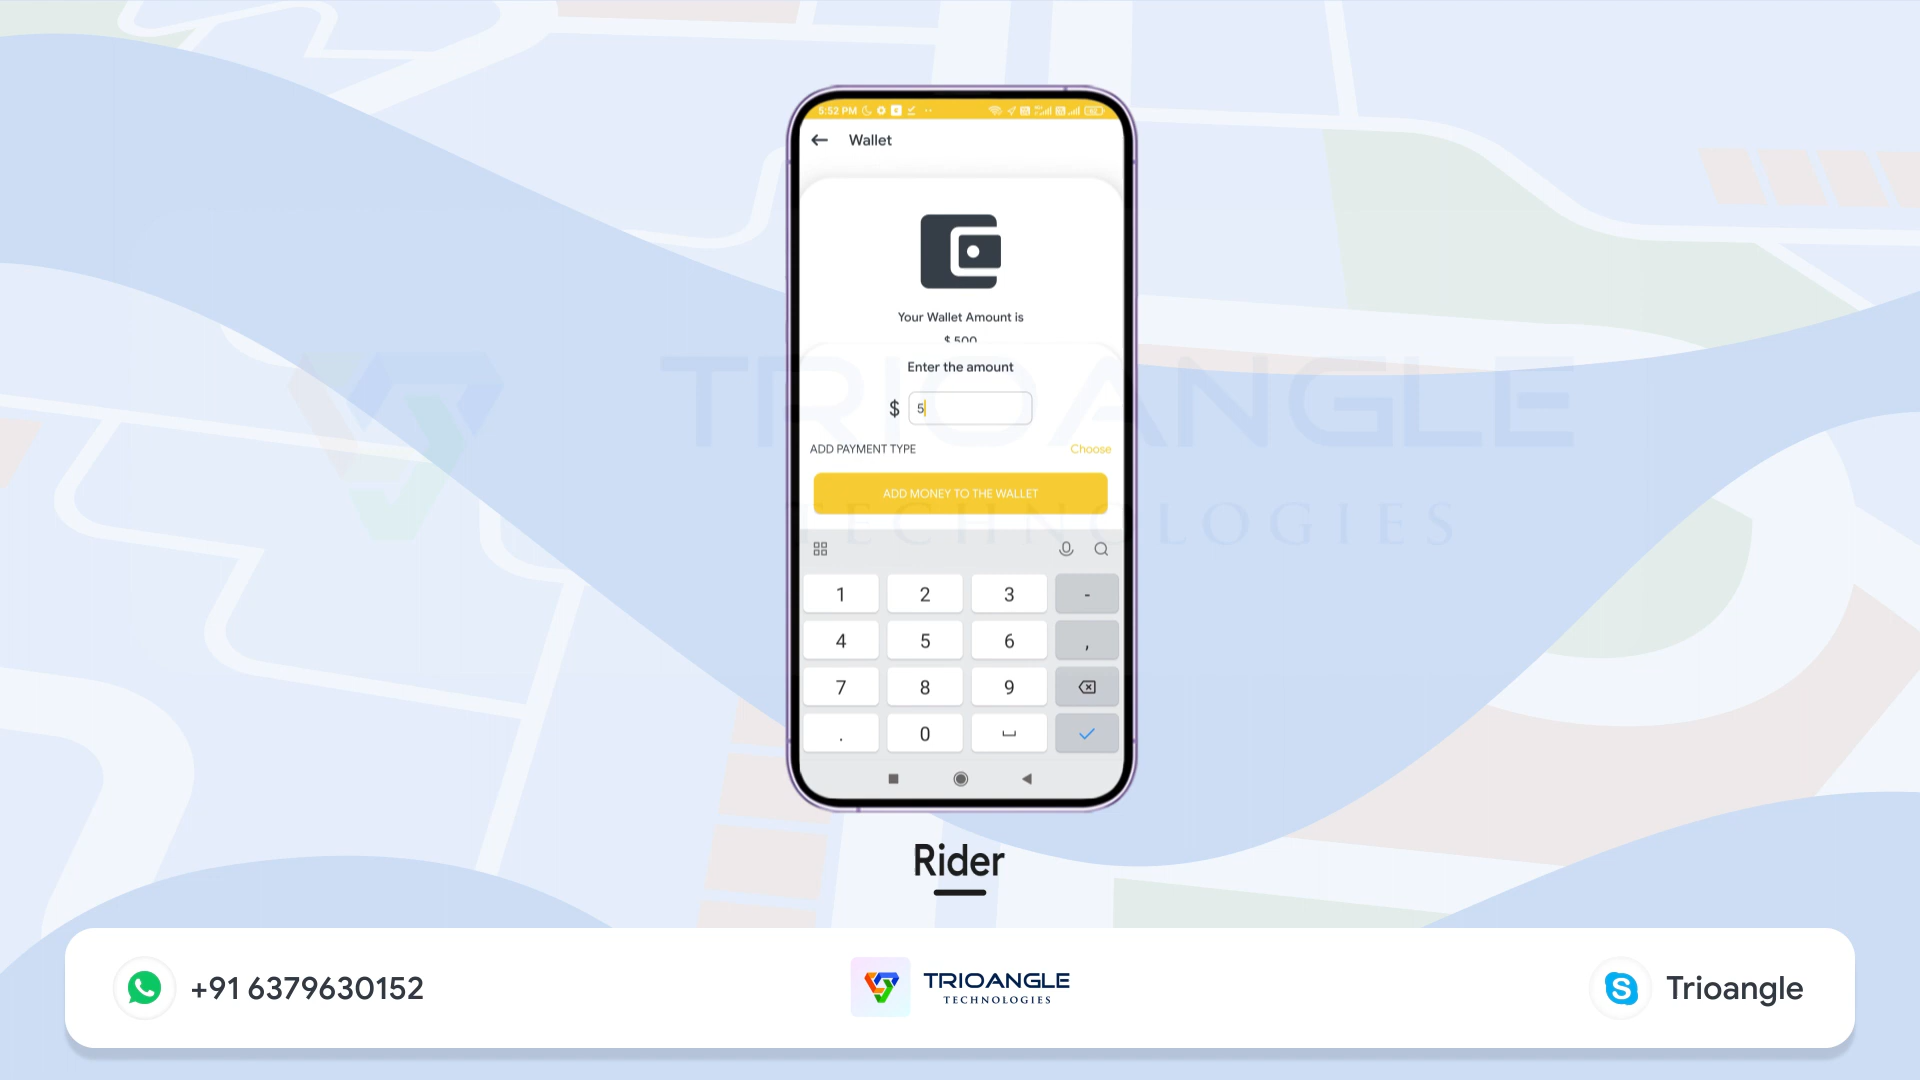 5:52 PM
Wallet
Your Wallet Amount is
$ 500
Enter the amount
$ 5
ADD PAYMENT TYPE Choose
ADD MONEY TO THE WALLET
1 2 3 -
4 5 6 ,
7 8 9
. 0
TRIOANGLE
TECHNOLOGIES
Rider
+91 6379630152
TRIOANGLE
TECHNOLOGIES
Trioangle